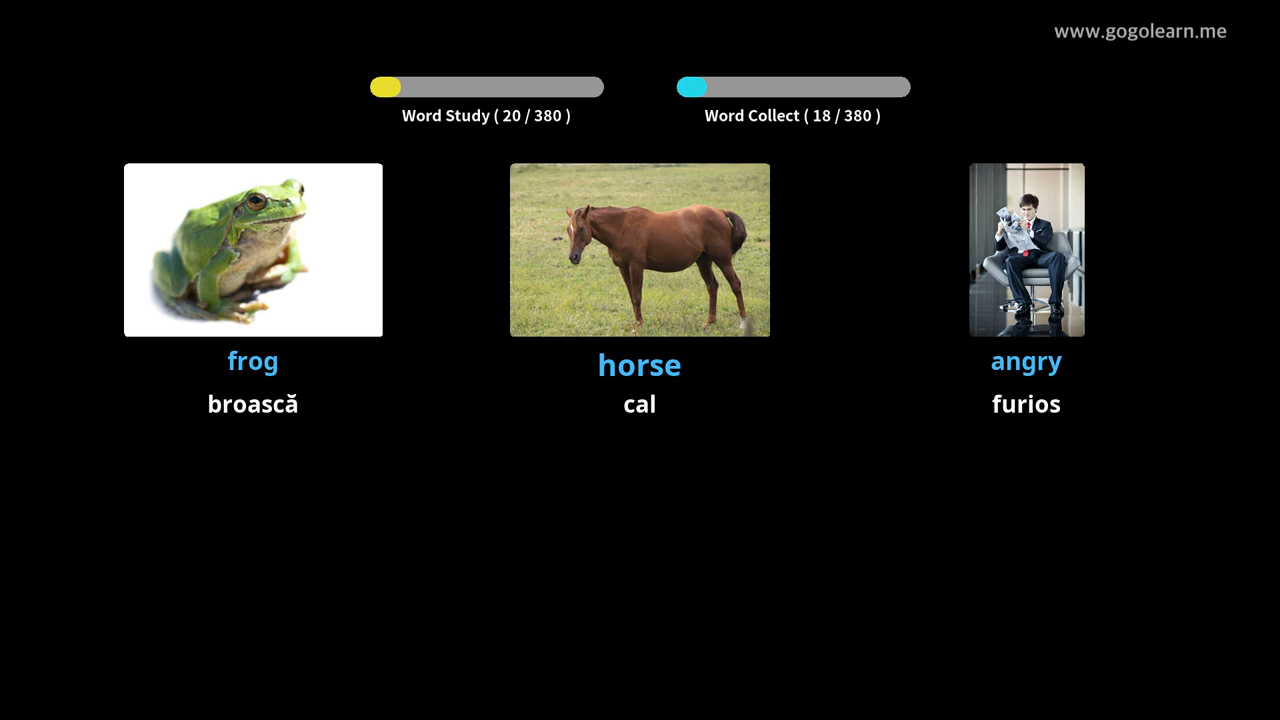 www.gogolearn.me
Word Study ( 20 / 380 )
Word Collect ( 18 / 380 )
frog
horse
angry
broască
cal
furios